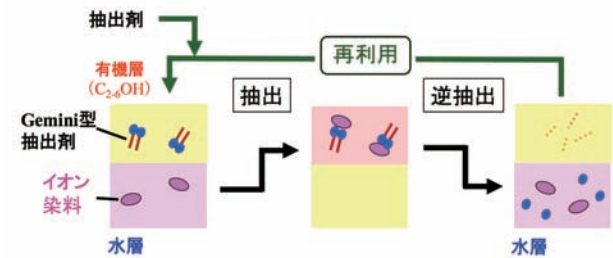 抽出剤
再利用
有機層
(C2-6OH)
抽出
逆抽出
Gemini型
抽出剤
イオン
染料
水層
水層